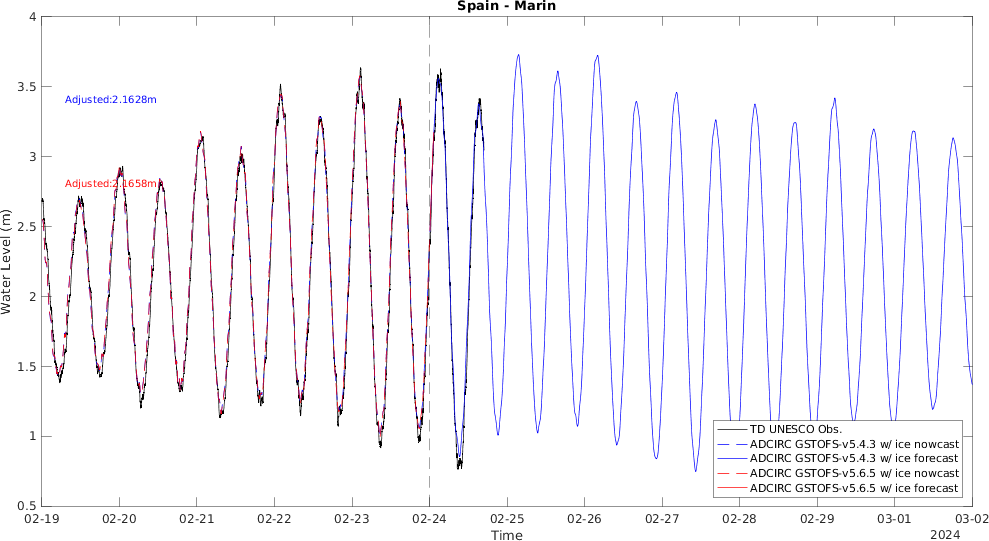 Spain - Marin
4
3.5
3
2.5
2
1.5
1
0.5
Water Level (m)
Adjusted:2.1628m
Adjusted:2.1658m
TD UNESCO Obs.
ADCIRC GSTOFS-v5.4.3 w/ ice nowcast
ADCIRC GSTOFS-v5.4.3 w/ ice forecast
ADCIRC GSTOFS-v5.6.5 w/ ice nowcast
ADCIRC GSTOFS-v5.6.5 w/ ice forecast
02-19 02-20 02-21 02-22 02-23 02-24 02-25 02-26 02-27 02-28 02-29 03-01 03-02
Time
2024